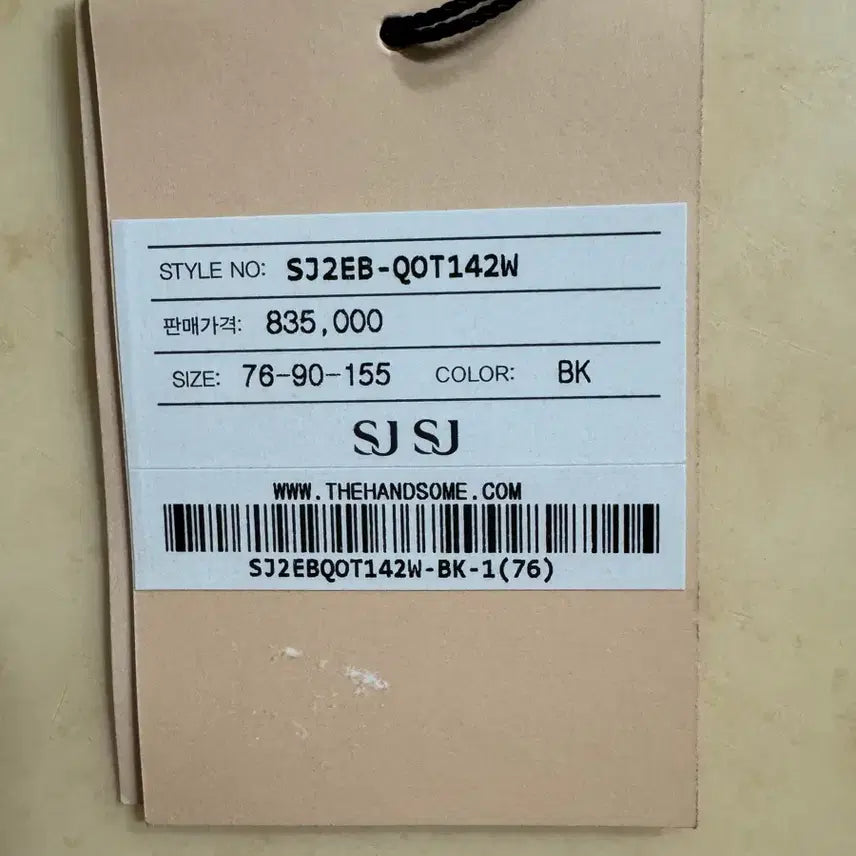 STYLE NO: SJ2EB-QOT142W
판매가격: 835,000
SIZE: 76-90-155 COLOR: BK
SJ SJ
WWW.THEHANDSOME.COM
SJ2EBQOT142W-BK-1(76)